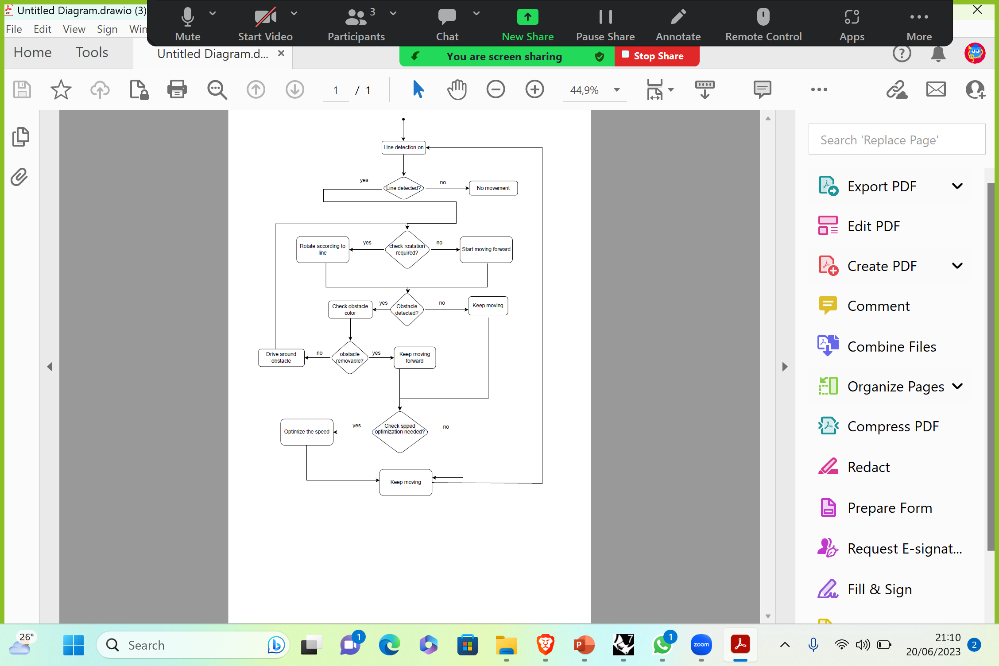 Untitled Diagram.drawio (3)
Mute
Start Video
3
Participants
Chat
New Share
Pause Share
Annotate
Remote Control
Apps
More
File Edit View Sign Win
Home Tools Untitled Diagram.d...
You are screen sharing
Stop Share
1 / 1
44,9%
Search 'Replace Page'
Export PDF
Edit PDF
Create PDF
Comment
Combine Files
Organize Pages
Compress PDF
Redact
Prepare Form
Request E-signat...
Fill & Sign
Line detection on
yes
Line detected?
no
No movement
Rotate according to
line
yes
check roatation
required?
no
Start moving forward
Check obstacle
color
yes
Obstacle
detected?
no
Keep moving
Drive around
obstacle
no
obstacle
removable?
yes
Keep moving
forward
Optimize the speed
yes
Check spped
optimization needed?
no
Keep moving
26°
Search
1
P
7
1
zoom
21:10
20/06/2023
2